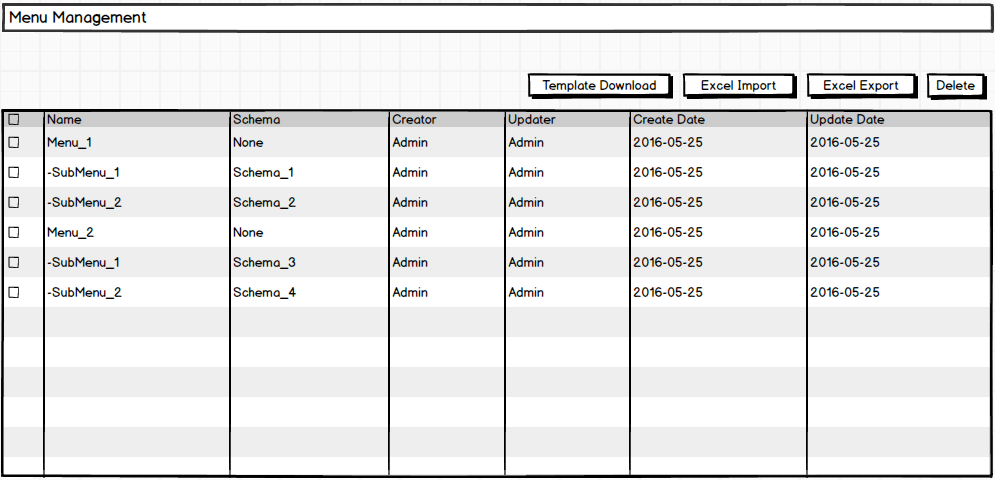 Menu Management
Template Download Excel Import Excel Export Delete
Name Schema Creator Updater Create Date Update Date
Menu_1 None Admin Admin 2016-05-25 2016-05-25
-SubMenu_1 Schema_1 Admin Admin 2016-05-25 2016-05-25
-SubMenu_2 Schema_2 Admin Admin 2016-05-25 2016-05-25
Menu_2 None Admin Admin 2016-05-25 2016-05-25
-SubMenu_1 Schema_3 Admin Admin 2016-05-25 2016-05-25
-SubMenu_2 Schema_4 Admin Admin 2016-05-25 2016-05-25